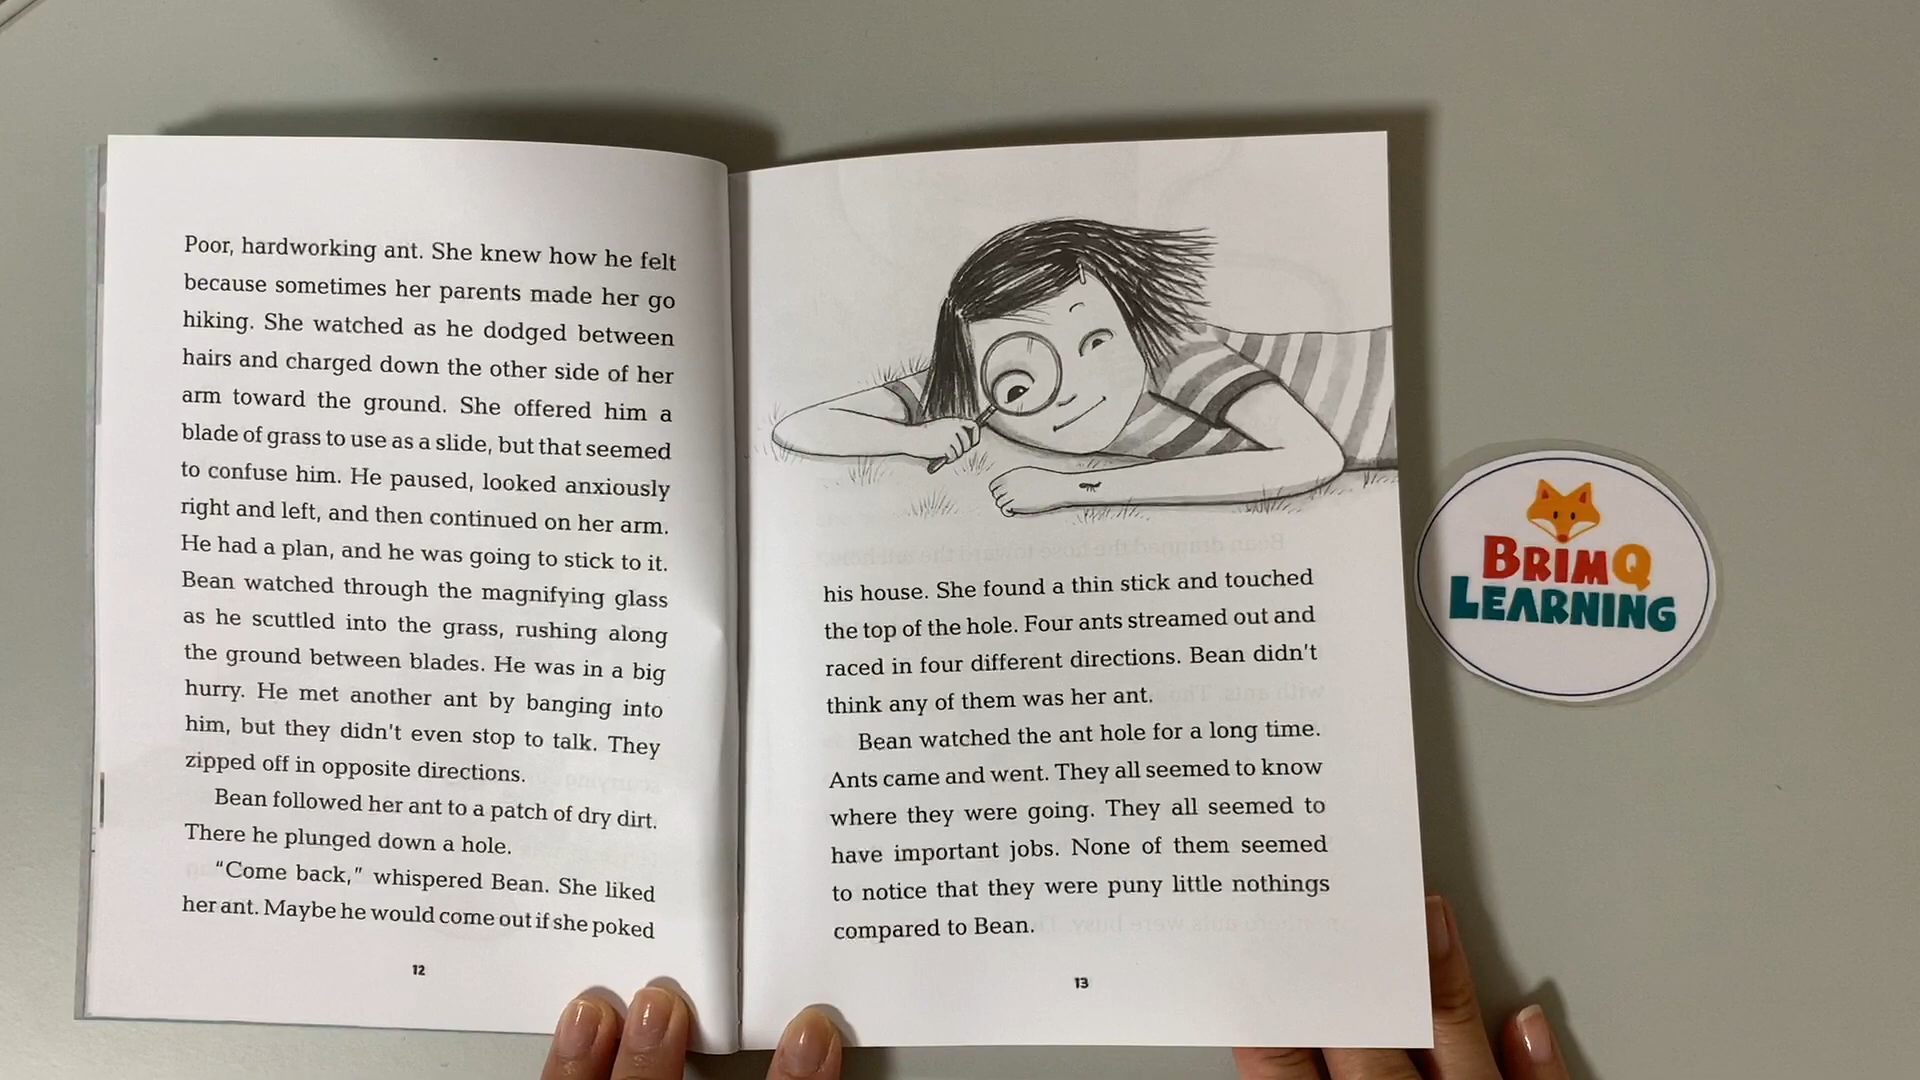 Poor, hardworking ant. She knew how he felt
because sometimes her parents made her go
hiking. She watched as he dodged between
hairs and charged down the other side of her
arm toward the ground. She offered him a
blade of grass to use as a slide, but that seemed
to confuse him. He paused, looked anxiously
right and left, and then continued on her arm.
He had a plan, and he was going to stick to it.
Bean watched through the magnifying glass
as he scuttled into the grass, rushing along
the ground between blades. He was in a big
hurry. He met another ant by banging into
him, but they didn't even stop to talk. They
zipped off in opposite directions.
Bean followed her ant to a patch of dry dirt.
There he plunged down a hole.
"Come back," whispered Bean. She liked
her ant. Maybe he would come out if she poked
12
his house. She found a thin stick and touched
the top of the hole. Four ants streamed out and
raced in four different directions. Bean didn't
think any of them was her ant.
Bean watched the ant hole for a long time.
Ants came and went. They all seemed to know
where they were going. They all seemed to
have important jobs. None of them seemed
to notice that they were puny little nothings
compared to Bean.
13
BRIMQ
LEARNING